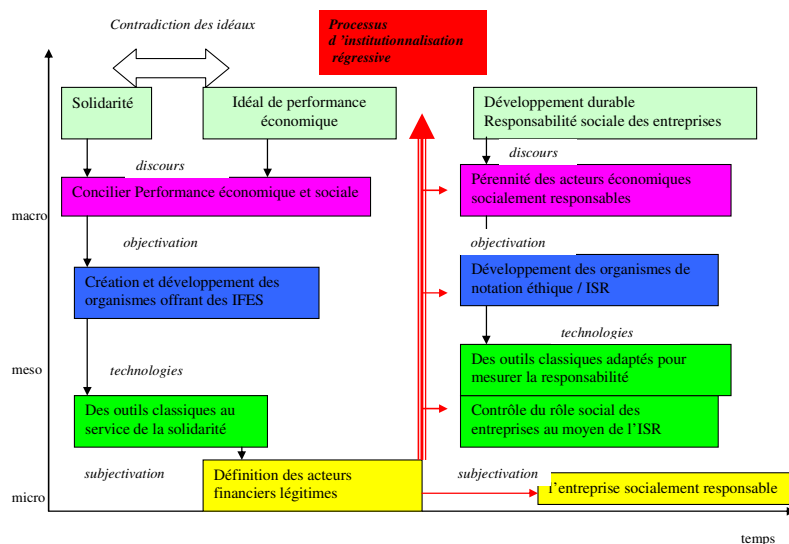 Contradiction des idéaux
Processus
d ’institutionnalisation
régressive
Solidarité
Idéal de performance
économique
Développement durable
Responsabilité sociale des entreprises
discours
discours
Concilier Performance économique et sociale
Pérennité des acteurs économiques
socialement responsables
macro
objectivation
objectivation
Création et développement des
organismes offrant des IFES
Développement des organismes de
notation éthique / ISR
technologies
meso
technologies
Des outils classiques adaptés pour
mesurer la responsabilité
Des outils classiques au
service de la solidarité
Contrôle du rôle social des
entreprises au moyen de l’ISR
subjectivation
Définition des acteurs
financiers légitimes
subjectivation
l’entreprise socialement responsable
micro
temps